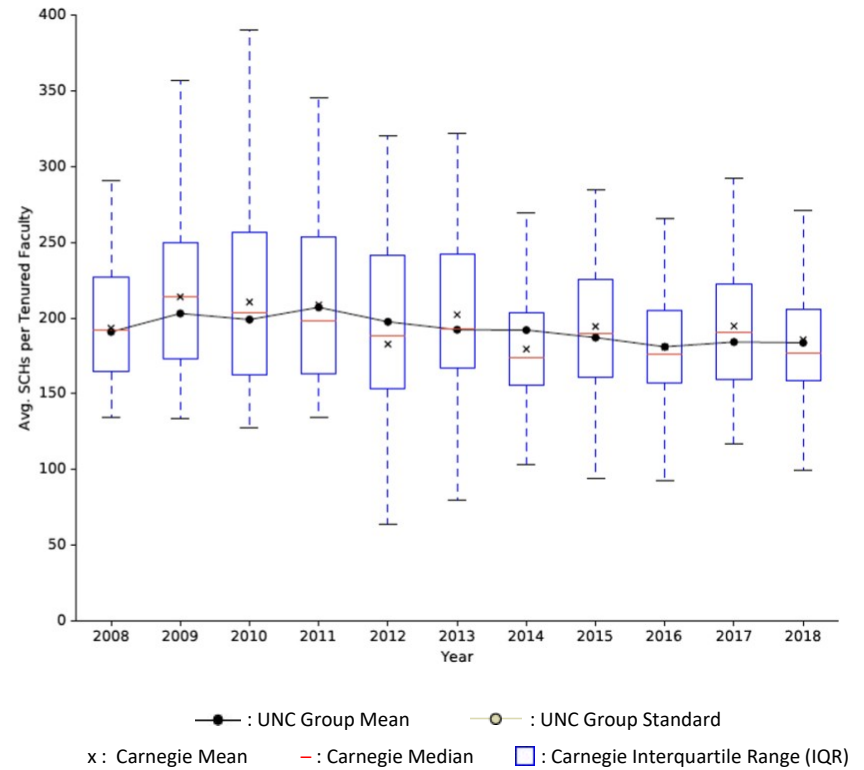 400
350
300
250
200
150
100
50
0
Avg. SCHs per Tenured Faculty
2008 2009 2010 2011 2012 2013 2014 2015 2016 2017 2018
Year
: UNC Group Mean : UNC Group Standard
x : Carnegie Mean – : Carnegie Median : Carnegie Interquartile Range (IQR)